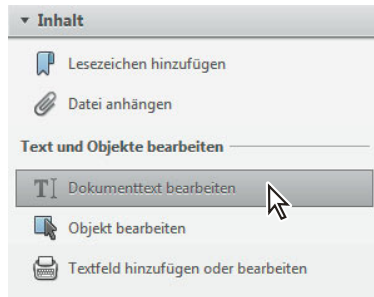 Inhalt
Lesezeichen hinzufügen
Datei anhängen
Text und Objekte bearbeiten
Dokumenttext bearbeiten
Objekt bearbeiten
Textfeld hinzufügen oder bearbeiten